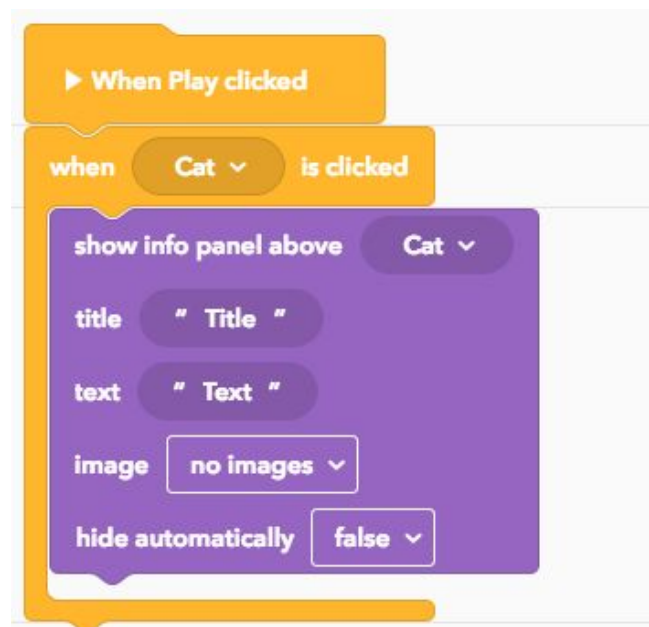 When Play clicked
when Cat is clicked
show info panel above Cat
title " Title "
text " Text "
image no images
hide automatically false